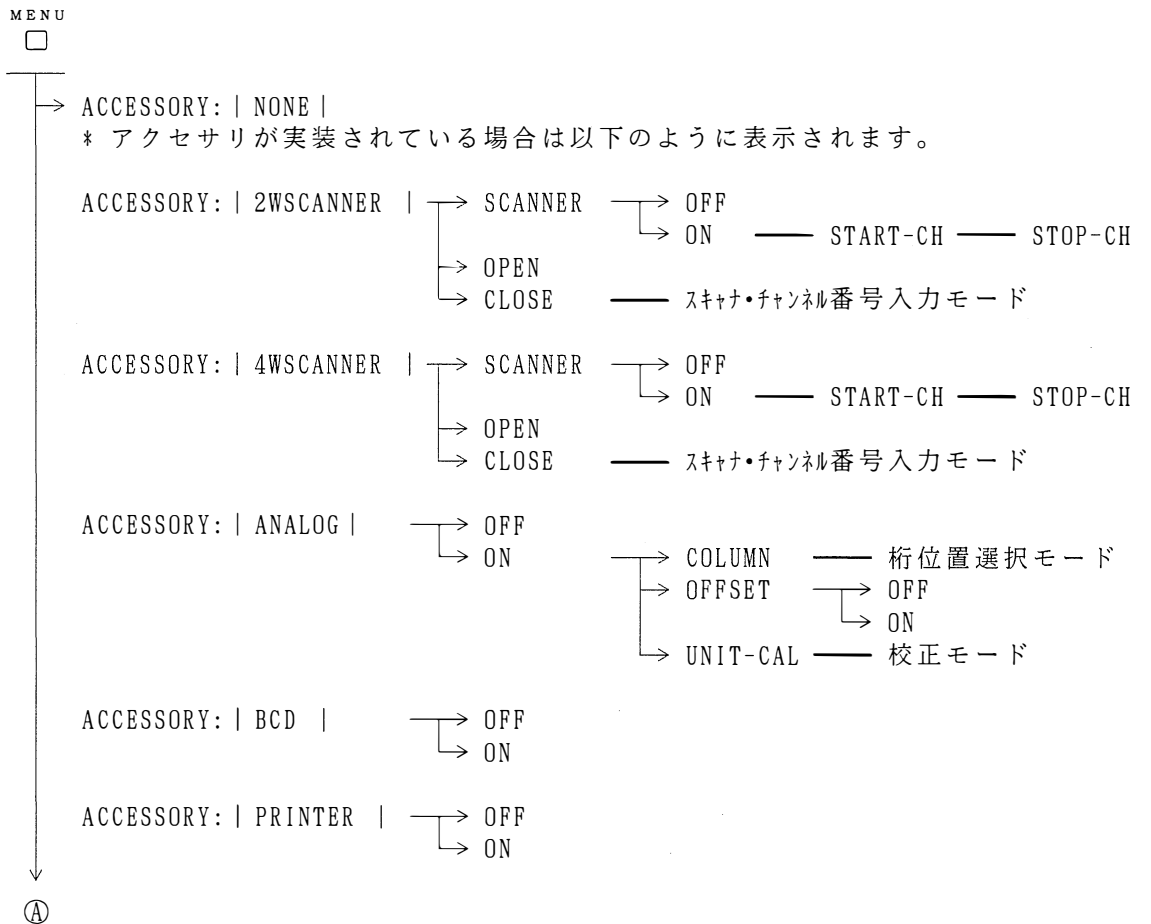 MENU
ACCESSORY: | NONE |
* アクセサリが実装されている場合は以下のように表示されます。
ACCESSORY: | 2WSCANNER | SCANNER OFF
ON START-CH STOP-CH
OPEN
CLOSE スキャナ・チャンネル番号入力モード
ACCESSORY: | 4WSCANNER | SCANNER OFF
ON START-CH STOP-CH
OPEN
CLOSE スキャナ・チャンネル番号入力モード
ACCESSORY: | ANALOG | OFF
ON COLUMN 桁位置選択モード
OFFSET OFF
ON
UNIT-CAL 校正モード
ACCESSORY: | BCD | OFF
ON
ACCESSORY: | PRINTER | OFF
ON
Ⓐ